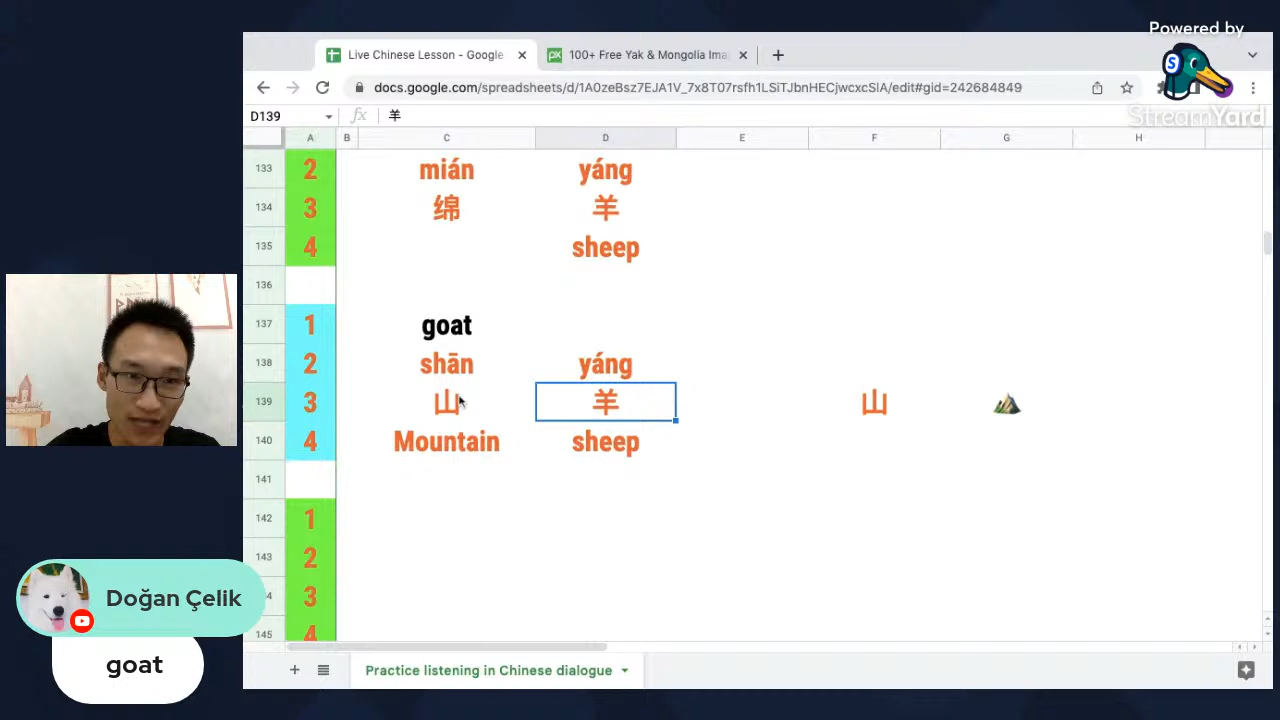 Powered by
StreamYard
Live Chinese Lesson - Google
100+ Free Yak & Mongolia Ima
docs.google.com/spreadsheets/d/1A0zeBsz7EJA1V_7x8T07rsfh1LSiTJbnHECjwcxcSlA/edit#gid=242684849
D139 fx 羊
A B C D E F G H
133 2 mián yáng
134 3 绵 羊
135 4 sheep
136
137 1 goat
138 2 shān yáng
139 3 山 羊 山
140 4 Mountain sheep
141
142 1
143 2
3
145 4
Doğan Çelik
goat
Practice listening in Chinese dialogue